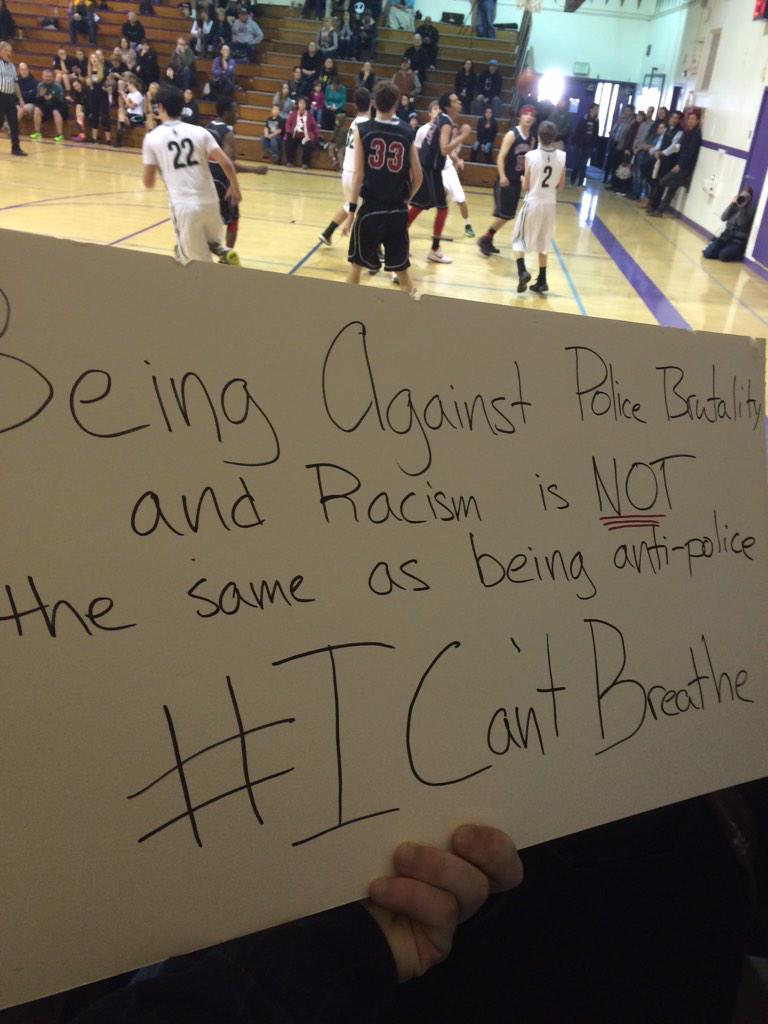 22
33
2
Being Against Police Brutality
and Racism is NOT
the same as being anti-police
#I Can't Breathe